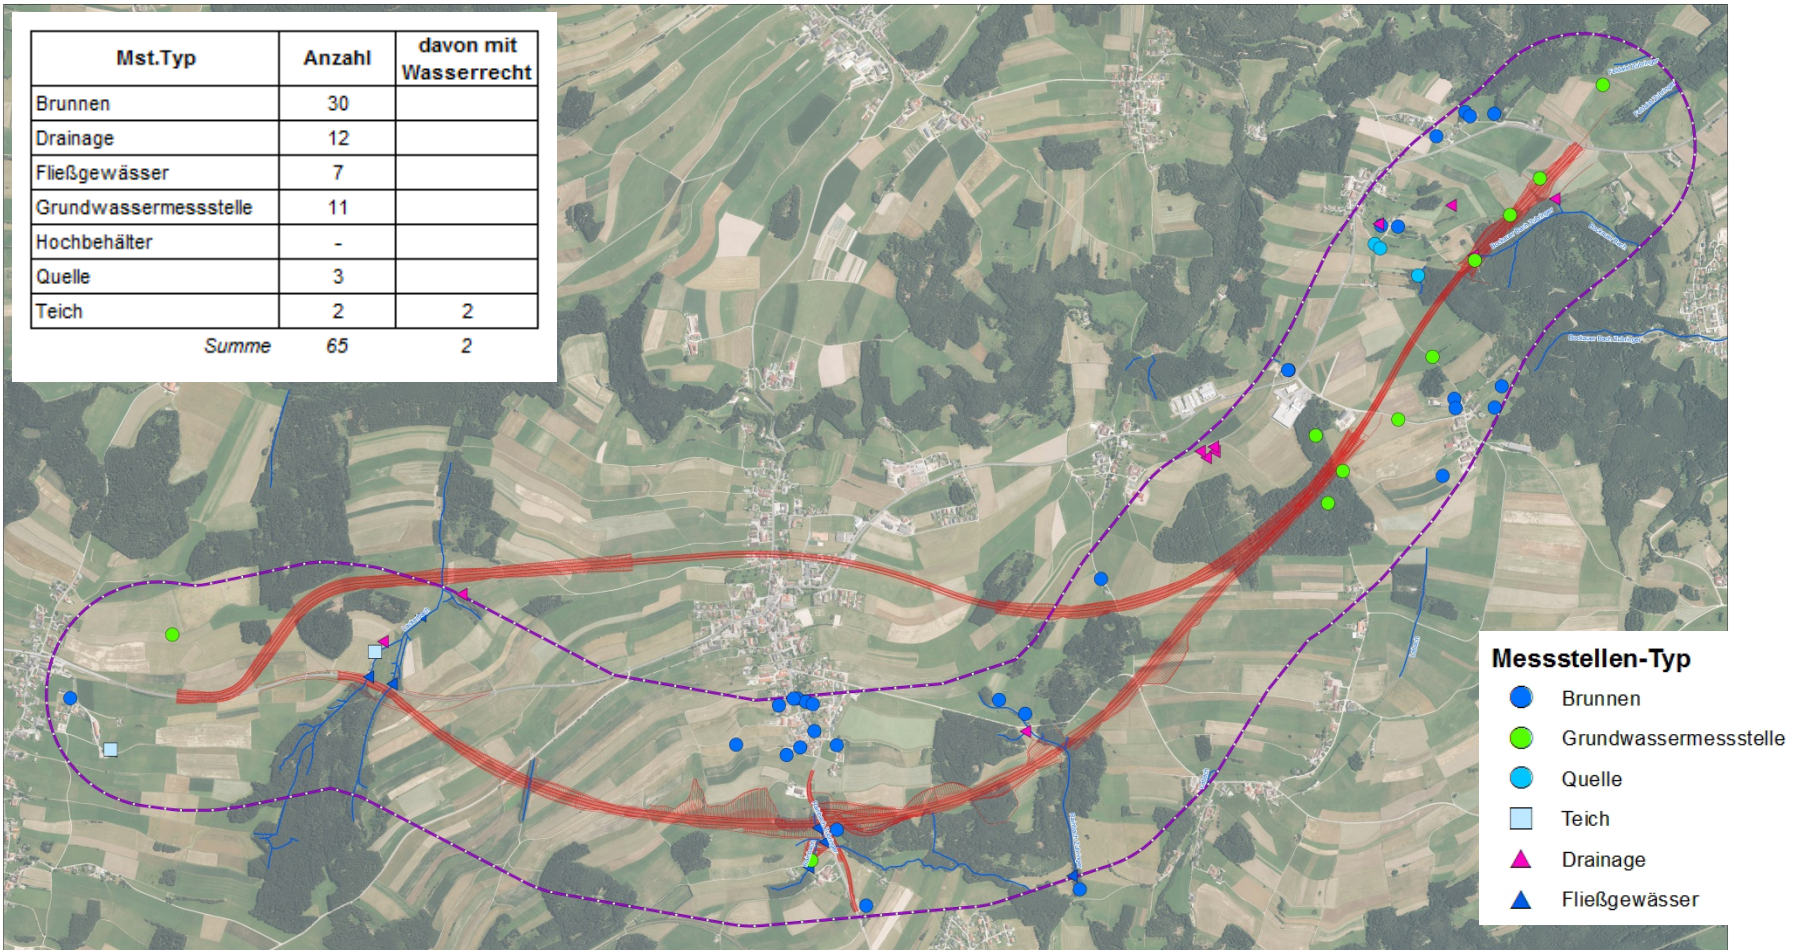 Mst.Typ Anzahl davon mit
Wasserrecht
Brunnen 30
Drainage 12
Fließgewässer 7
Grundwassermessstelle 11
Hochbehälter -
Quelle 3
Teich 2 2
Summe 65 2
Messstellen-Typ
Brunnen
Grundwassermessstelle
Quelle
Teich
Drainage
Fließgewässer